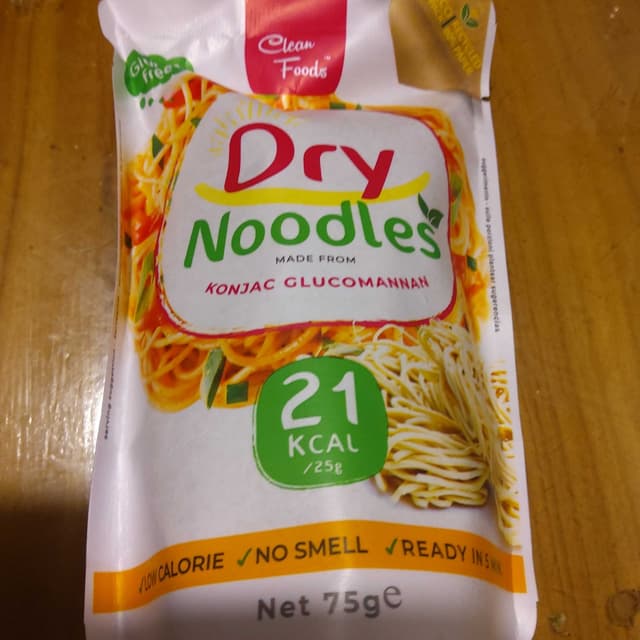 Clean
Foods™
Gluten
free
Dry
Noodles
MADE FROM
KONJAC GLUCOMANNAN
21
KCAL
/25g
✓LOW CALORIE ✓NO SMELL ✓READY IN 5 MIN
Net 75g℮